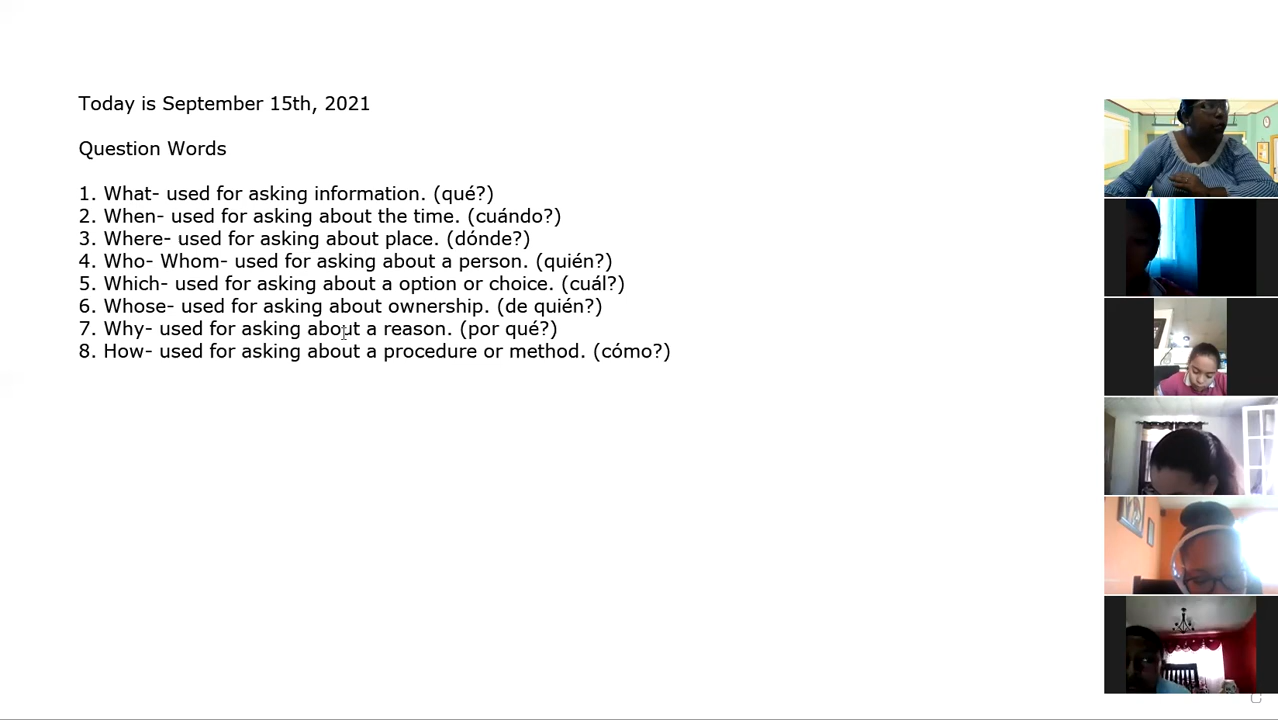 Today is September 15th, 2021
Question Words
1. What- used for asking information. (qué?)
2. When- used for asking about the time. (cuándo?)
3. Where- used for asking about place. (dónde?)
4. Who- Whom- used for asking about a person. (quién?)
5. Which- used for asking about a option or choice. (cuál?)
6. Whose- used for asking about ownership. (de quién?)
7. Why- used for asking about a reason. (por qué?)
8. How- used for asking about a procedure or method. (cómo?)